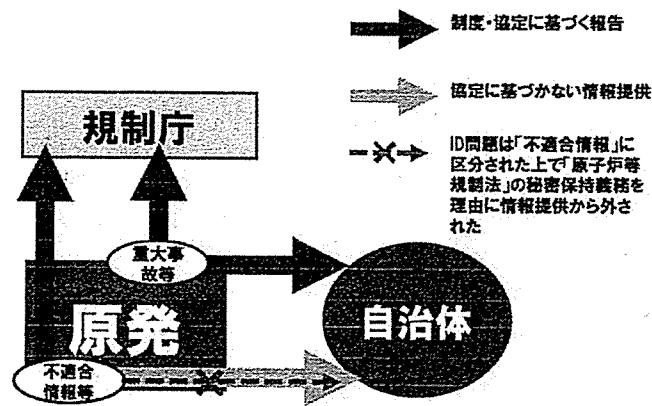 制度・協定に基づく報告
協定に基づかない情報提供
ID問題は「不適合情報」に
区分された上で「原子炉等
規制法」の秘密保持義務を
理由に情報提供から外さ
れた
規制庁
重大事
故等
原発
自治体
不適合
情報等